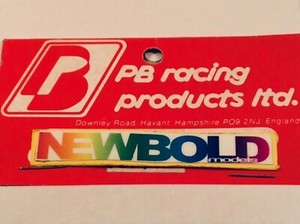 PB racing
products ltd.
Downley Road, Havant, Hampshire PO9 2NJ, England
NEWBOLD
models